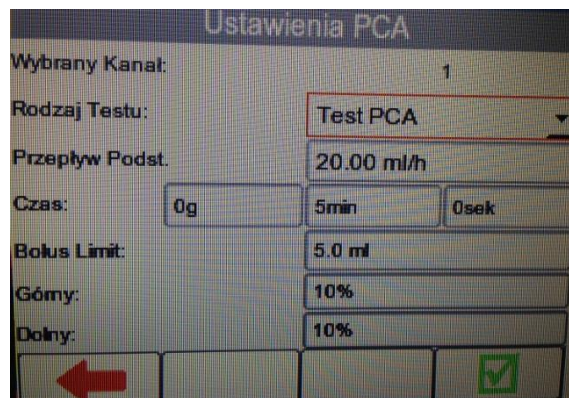 Ustawienia PCA
Wybrany Kanał: 1
Rodzaj Testu: Test PCA
Przepływ Podst. 20.00 ml/h
Czas: 0g 5min 0sek
Bolus Limit: 5.0 ml
Górny: 10%
Dolny: 10%